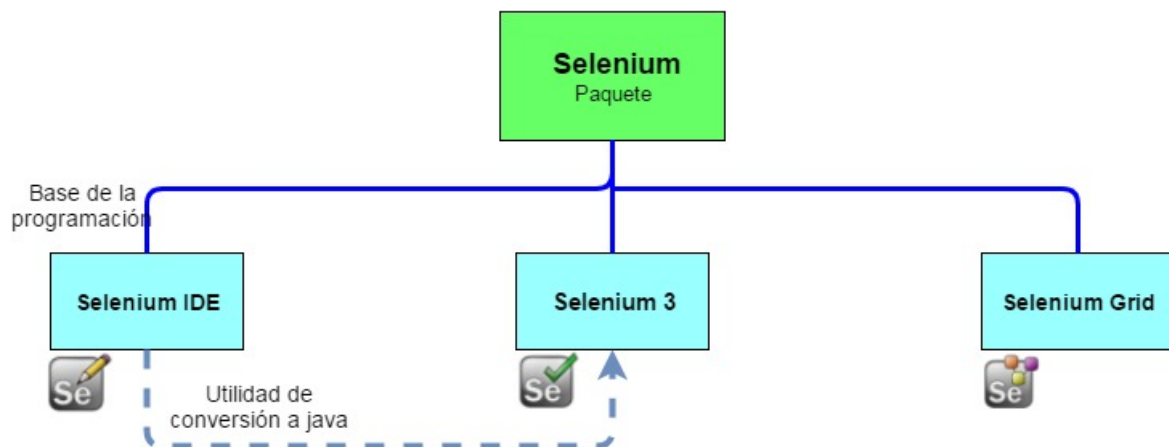 Selenium
Paquete
Base de la
programación
Selenium IDE
Selenium 3
Selenium Grid
Se
Se
Se
Utilidad de
conversión a java